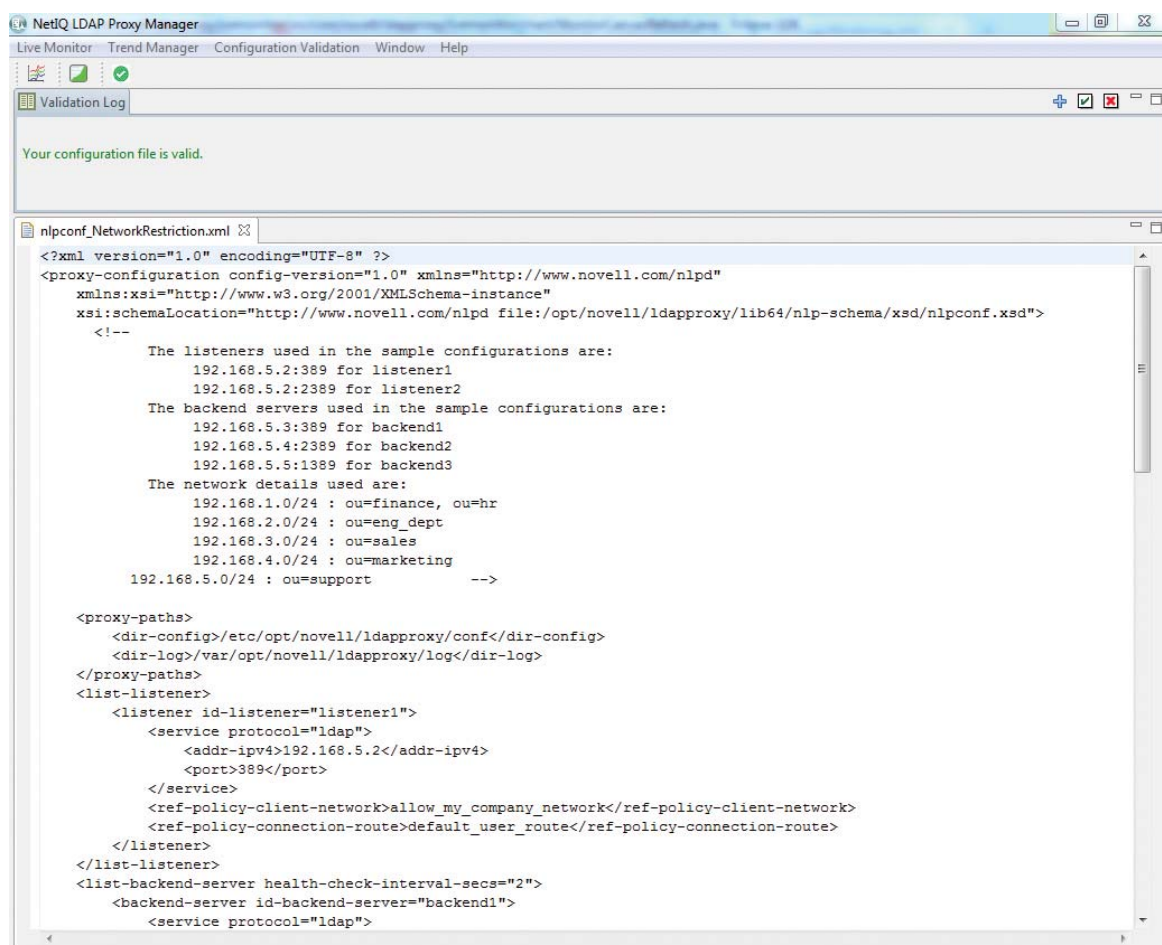 NetIQ LDAP Proxy Manager
Live Monitor Trend Manager Configuration Validation Window Help
Validation Log
Your configuration file is valid.
nlpconf_NetworkRestriction.xml
<?xml version="1.0" encoding="UTF-8" ?>
<proxy-configuration config-version="1.0" xmlns="http://www.novell.com/nlpd"
xmlns:xsi="http://www.w3.org/2001/XMLSchema-instance"
xsi:schemaLocation="http://www.novell.com/nlpd file:/opt/novell/ldapproxy/lib64/nlp-schema/xsd/nlpconf.xsd">
<!--
The listeners used in the sample configurations are:
192.168.5.2:389 for listener1
192.168.5.2:2389 for listener2
The backend servers used in the sample configurations are:
192.168.5.3:389 for backend1
192.168.5.4:2389 for backend2
192.168.5.5:1389 for backend3
The network details used are:
192.168.1.0/24 : ou=finance, ou=hr
192.168.2.0/24 : ou=eng_dept
192.168.3.0/24 : ou=sales
192.168.4.0/24 : ou=marketing
192.168.5.0/24 : ou=support -->
<proxy-paths>
<dir-config>/etc/opt/novell/ldapproxy/conf</dir-config>
<dir-log>/var/opt/novell/ldapproxy/log</dir-log>
</proxy-paths>
<list-listener>
<listener id-listener="listener1">
<service protocol="ldap">
<addr-ipv4>192.168.5.2</addr-ipv4>
<port>389</port>
</service>
<ref-policy-client-network>allow_my_company_network</ref-policy-client-network>
<ref-policy-connection-route>default_user_route</ref-policy-connection-route>
</listener>
</list-listener>
<list-backend-server health-check-interval-secs="2">
<backend-server id-backend-server="backend1">
<service protocol="ldap">